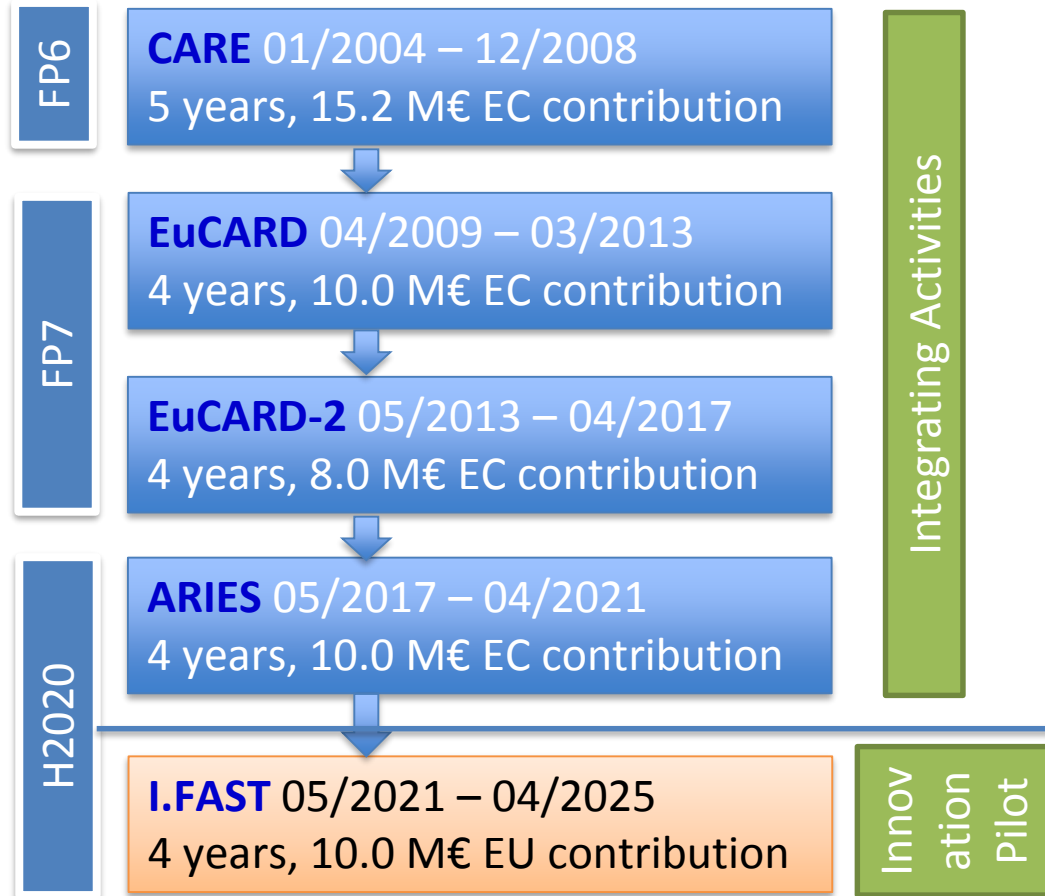 FP6
CARE 01/2004 – 12/2008
5 years, 15.2 M€ EC contribution
FP7
EuCARD 04/2009 – 03/2013
4 years, 10.0 M€ EC contribution
EuCARD-2 05/2013 – 04/2017
4 years, 8.0 M€ EC contribution
H2020
ARIES 05/2017 – 04/2021
4 years, 10.0 M€ EC contribution
I.FAST 05/2021 – 04/2025
4 years, 10.0 M€ EU contribution
Integrating Activities
Innov
ation
Pilot